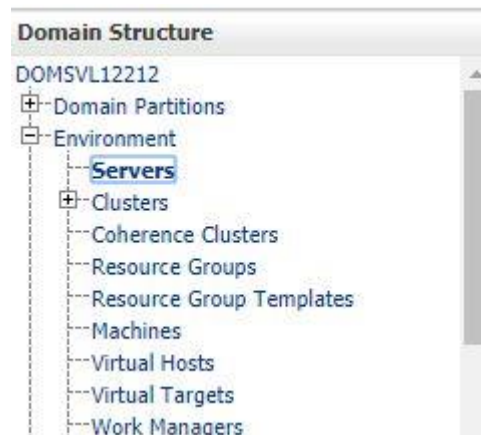 Domain Structure
DOMSVL12212
Domain Partitions
Environment
Servers
Clusters
Coherence Clusters
Resource Groups
Resource Group Templates
Machines
Virtual Hosts
Virtual Targets
Work Managers